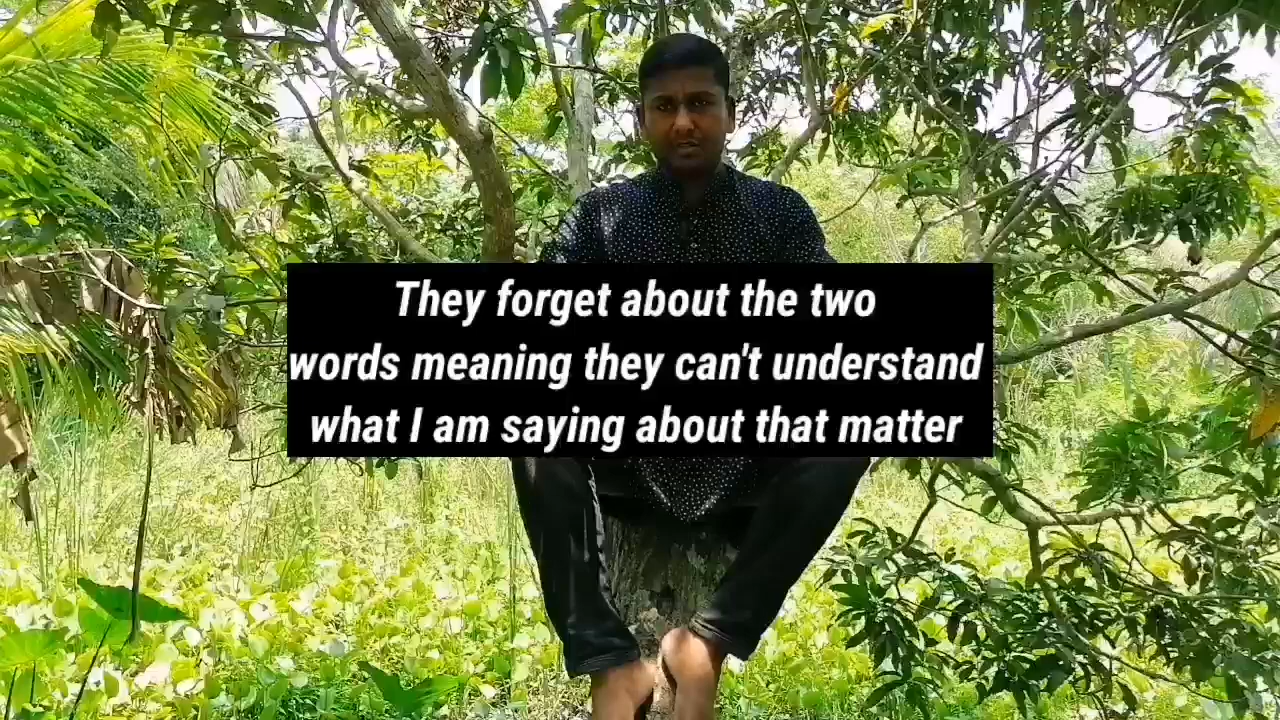 They forget about the two
words meaning they can't understand
what I am saying about that matter